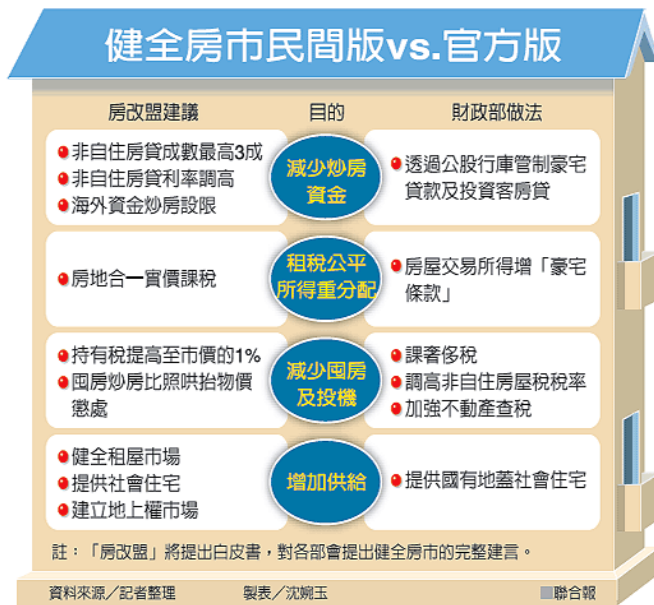 健全房市民間版vs.官方版
房改盟建議 目的 財政部做法
非自住房貸成數最高3成
非自住房貸利率調高
海外資金炒房設限
減少炒房
資金
透過公股行庫管制豪宅
貸款及投資客房貸
房地合一實價課稅
租稅公平
所得重分配
房屋交易所得增「豪宅
條款」
持有稅提高至市價的1%
囤房炒房比照哄抬物價
懲處
減少囤房
及投機
課奢侈稅
調高非自住房屋稅稅率
加強不動產查稅
健全租屋市場
提供社會住宅
建立地上權市場
增加供給
提供國有地蓋社會住宅
註：「房改盟」將提出白皮書，對各部會提出健全房市的完整建言。
資料來源／記者整理 製表／沈婉玉 ■聯合報